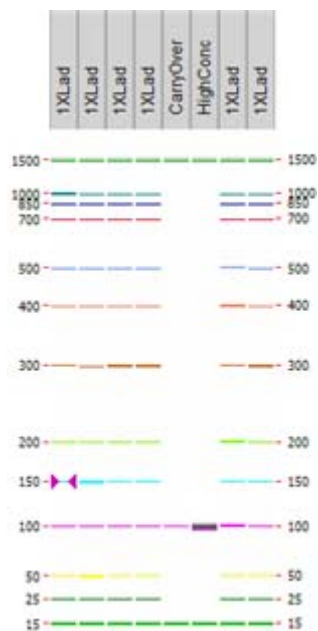 1XLad
1XLad
1XLad
1XLad
CarryOver
HighConc
1XLad
1XLad
1500 1500
1000 1000
850 850
700 700
500 500
400 400
300 300
200 200
150 150
100 100
50 50
25 25
15 15